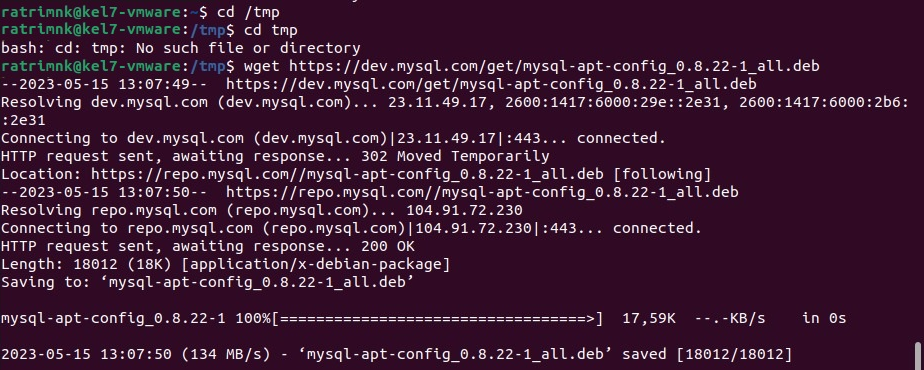 ratrimnk@kel7-vmware:~$ cd /tmp
ratrimnk@kel7-vmware:/tmp$ cd tmp
bash: cd: tmp: No such file or directory
ratrimnk@kel7-vmware:/tmp$ wget https://dev.mysql.com/get/mysql-apt-config_0.8.22-1_all.deb
--2023-05-15 13:07:49--  https://dev.mysql.com/get/mysql-apt-config_0.8.22-1_all.deb
Resolving dev.mysql.com (dev.mysql.com)... 23.11.49.17, 2600:1417:6000:29e::2e31, 2600:1417:6000:2b6:
:2e31
Connecting to dev.mysql.com (dev.mysql.com)|23.11.49.17|:443... connected.
HTTP request sent, awaiting response... 302 Moved Temporarily
Location: https://repo.mysql.com//mysql-apt-config_0.8.22-1_all.deb [following]
--2023-05-15 13:07:50--  https://repo.mysql.com//mysql-apt-config_0.8.22-1_all.deb
Resolving repo.mysql.com (repo.mysql.com)... 104.91.72.230
Connecting to repo.mysql.com (repo.mysql.com)|104.91.72.230|:443... connected.
HTTP request sent, awaiting response... 200 OK
Length: 18012 (18K) [application/x-debian-package]
Saving to: ‘mysql-apt-config_0.8.22-1_all.deb’
mysql-apt-config_0.8.22-1 100%[==================================>]  17,59K  --.-KB/s    in 0s
2023-05-15 13:07:50 (134 MB/s) - ‘mysql-apt-config_0.8.22-1_all.deb’ saved [18012/18012]